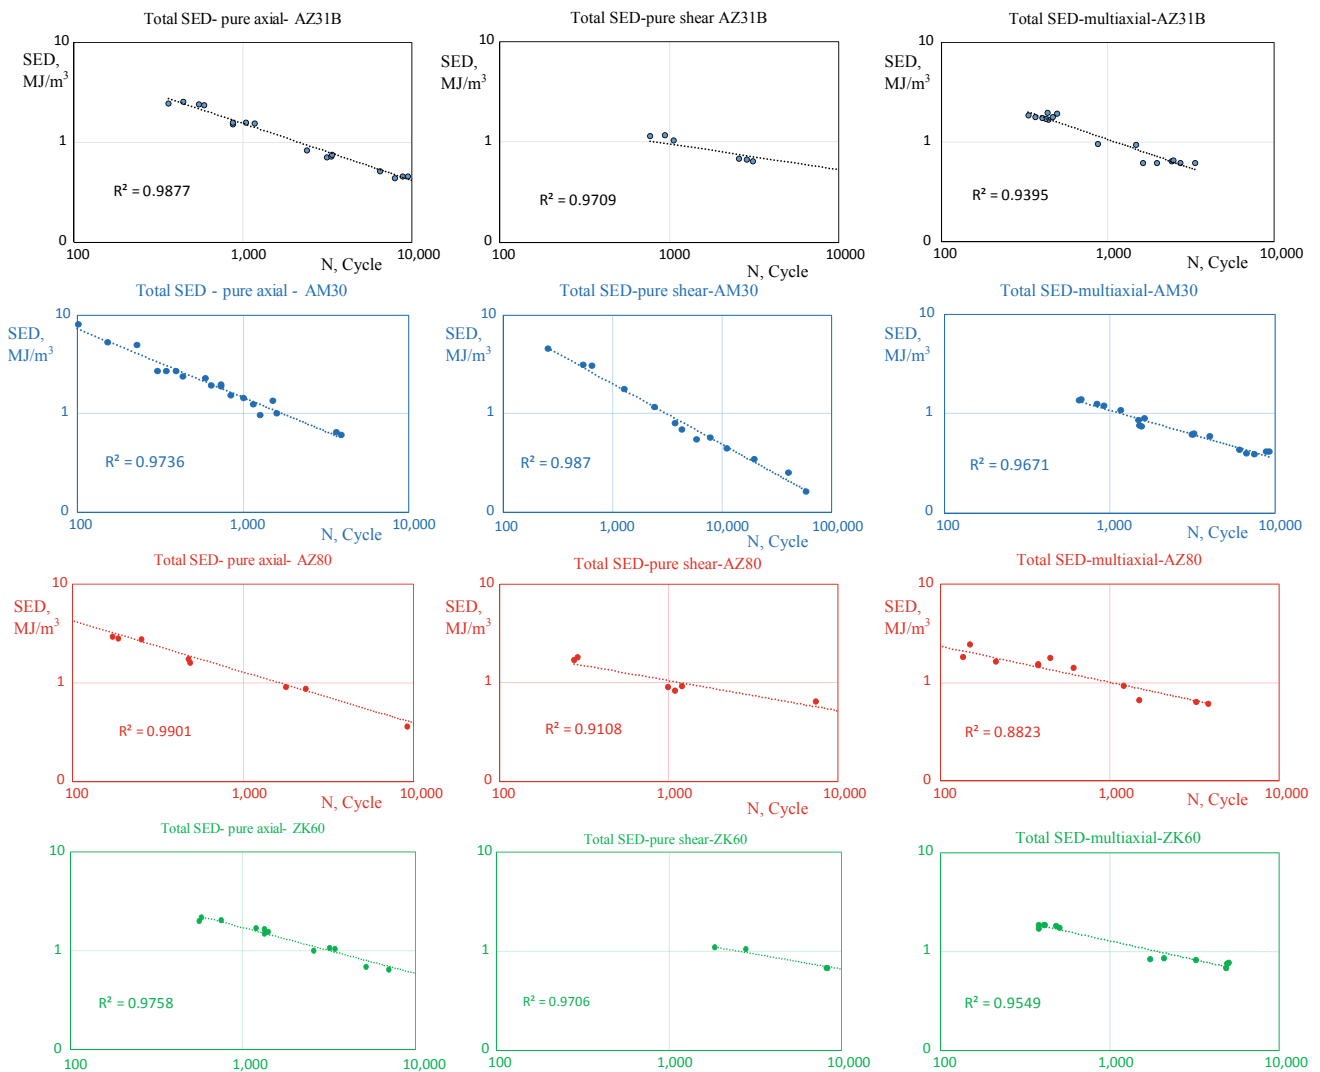 Total SED- pure axial- AZ31B
10
SED,
MJ/m³
1
R² = 0.9877
0
100
1,000
10,000
N, Cycle
Total SED-pure shear AZ31B
10
SED,
MJ/m³
1
R² = 0.9709
0
100
1000
10000
N, Cycle
Total SED-multiaxial-AZ31B
10
SED,
MJ/m³
1
R² = 0.9395
0
100
1000
10,000
N, Cycle
Total SED - pure axial - AM30
10
SED,
MJ/m³
1
R² = 0.9736
0
100
1,000
10,000
N, Cycle
Total SED-pure shear-AM30
10
SED,
MJ/m³
1
R² = 0.987
0
100
1,000
10,000
100,000
N, Cycle
Total SED-multiaxial-AM30
10
SED,
MJ/m³
1
R² = 0.9671
0
100
1,000
10,000
N, Cycle
Total SED- pure axial- AZ80
10
SED,
MJ/m³
1
R² = 0.9901
0
100
1,000
10,000
N, Cycle
Total SED-pure shear-AZ80
10
SED,
MJ/m³
1
R² = 0.9108
0
100
1,000
10,000
N, Cycle
Total SED-multiaxial-AZ80
10
SED,
MJ/m³
1
R² = 0.8823
0
100
1,000
10,000
N, Cycle
Total SED- pure axial- ZK60
10
1
R² = 0.9758
0
100
1,000
10,000
Total SED-pure shear-ZK60
10
1
R² = 0.9706
0
100
1,000
10,000
Total SED-multiaxial-ZK60
10
1
R² = 0.9549
0
100
1,000
10,000